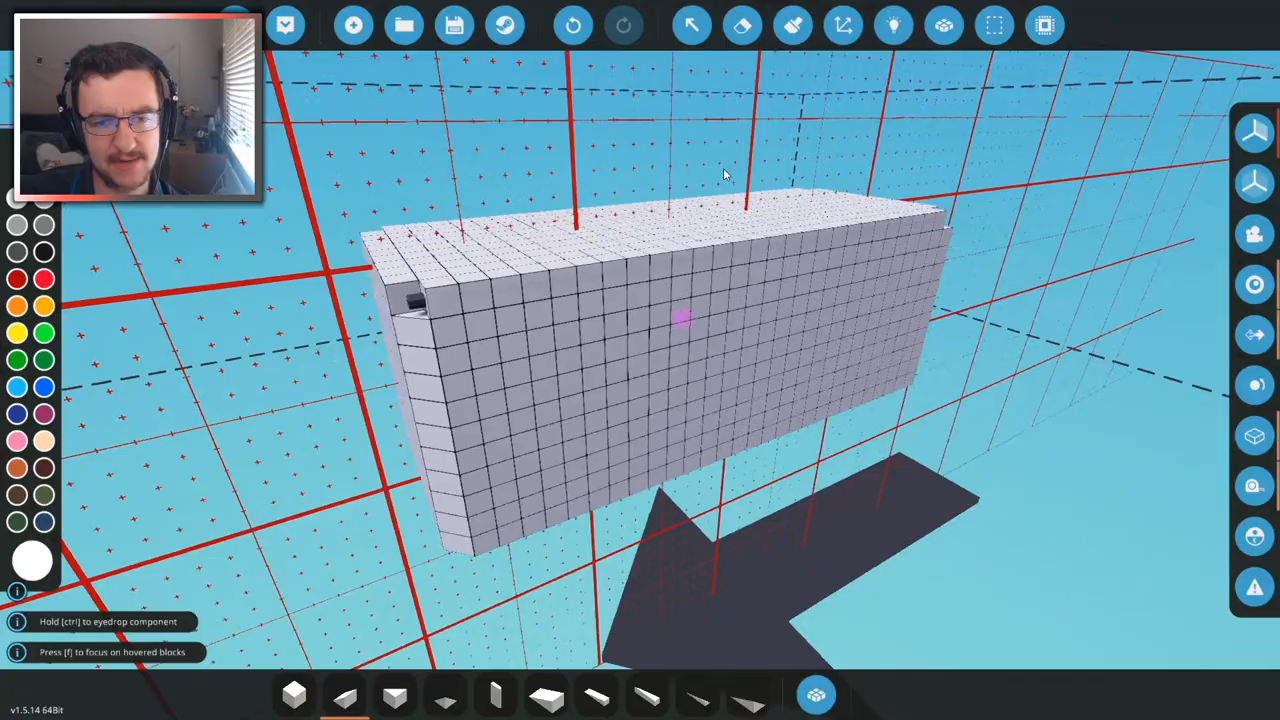 Hold [ctrl] to eyedrop component
Press [f] to focus on hovered blocks
v1.5.14 64Bit